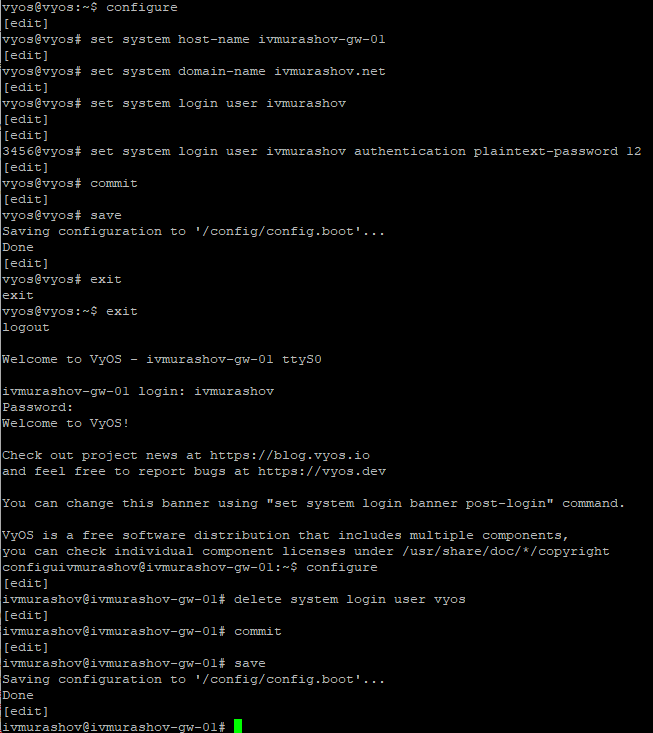 vyos@vyos:~$ configure
[edit]
vyos@vyos# set system host-name ivmurashov-gw-01
[edit]
vyos@vyos# set system domain-name ivmurashov.net
[edit]
vyos@vyos# set system login user ivmurashov
[edit]
[edit]
3456@vyos# set system login user ivmurashov authentication plaintext-password 12
[edit]
vyos@vyos# commit
[edit]
vyos@vyos# save
Saving configuration to '/config/config.boot'...
Done
[edit]
vyos@vyos# exit
exit
vyos@vyos:~$ exit
logout
Welcome to VyOS - ivmurashov-gw-01 ttyS0
ivmurashov-gw-01 login: ivmurashov
Password:
Welcome to VyOS!
Check out project news at https://blog.vyos.io
and feel free to report bugs at https://vyos.dev
You can change this banner using "set system login banner post-login" command.
VyOS is a free software distribution that includes multiple components,
you can check individual component licenses under /usr/share/doc/*/copyright
configuivmurashov@ivmurashov-gw-01:~$ configure
[edit]
ivmurashov@ivmurashov-gw-01# delete system login user vyos
[edit]
ivmurashov@ivmurashov-gw-01# commit
[edit]
ivmurashov@ivmurashov-gw-01# save
Saving configuration to '/config/config.boot'...
Done
[edit]
ivmurashov@ivmurashov-gw-01#